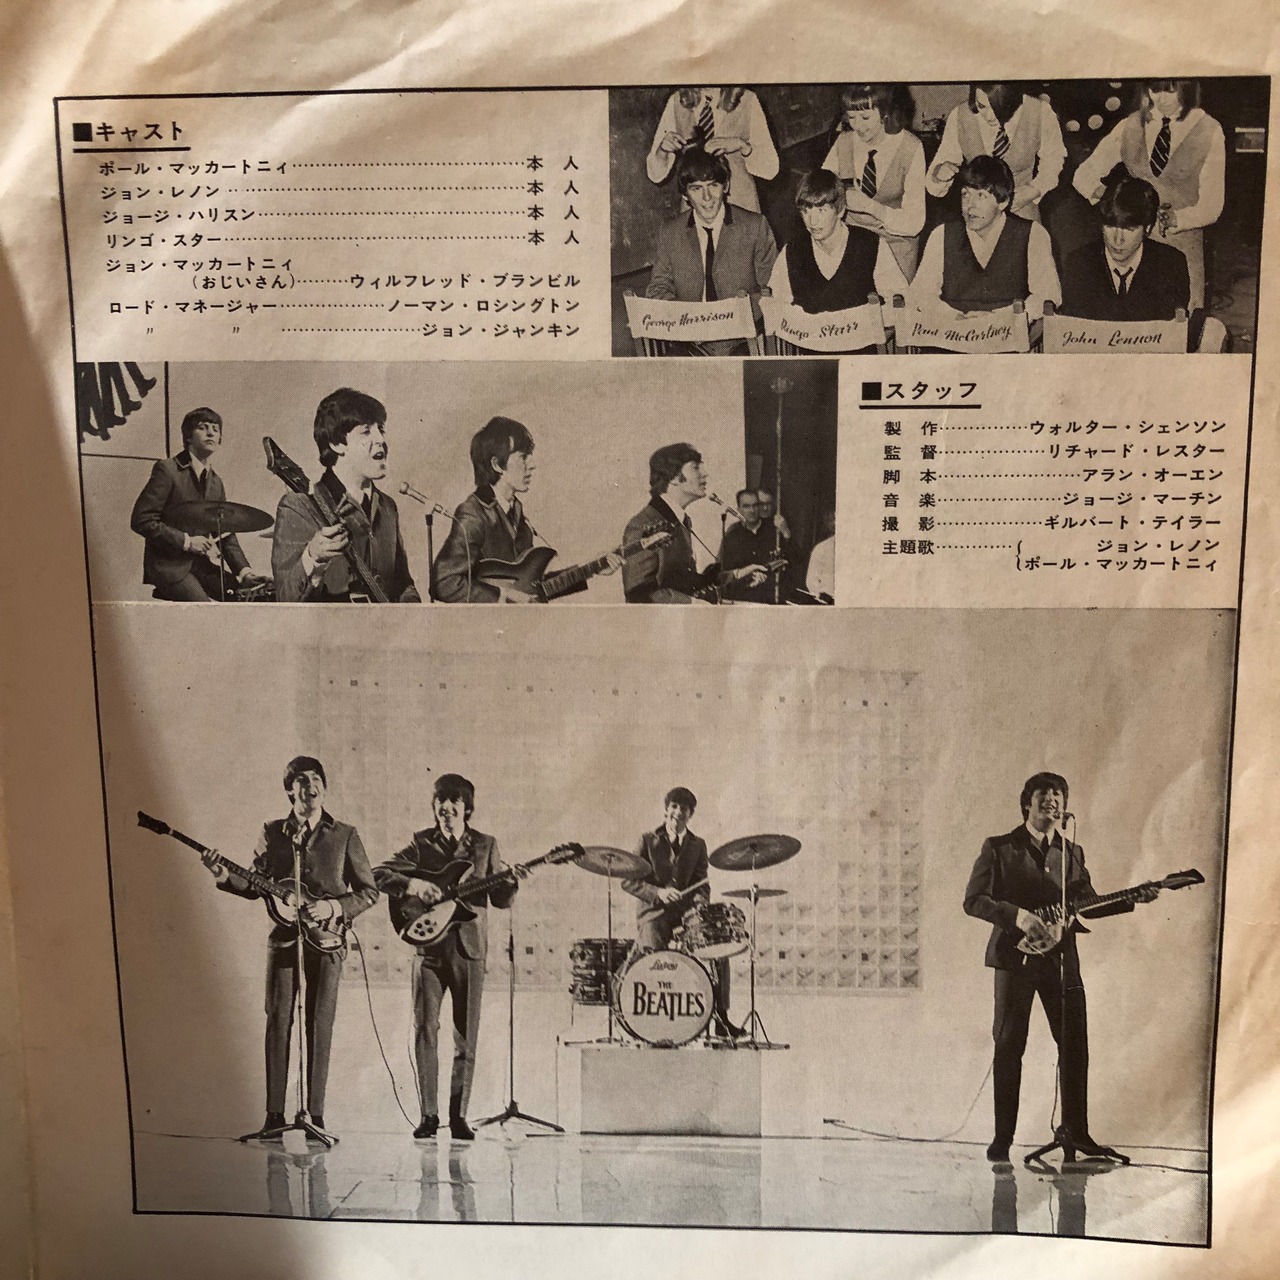 ■キャスト
ポール・マッカートニィ……………………………本 人
ジョン・レノン……………………………本 人
ジョージ・ハリスン……………………………本 人
リンゴ・スター……………………………本 人
ジョン・マッカートニィ
(おじいさん)………ウィルフレッド・ブランビル
ロード・マネージャー……………ノーマン・ロシングトン
〃 〃 ………………ジョン・ジャンキン
George Harrison
Ringo Starr
Paul McCartney
John Lennon
■スタッフ
製 作……………ウォルター・シェンソン
監 督………………リチャード・レスター
脚 本…………………アラン・オーエン
音 楽………………ジョージ・マーチン
撮 影………………ギルバート・テイラー
主題歌…………{ジョン・レノン
{ポール・マッカートニィ
Ludwig
THE
BEATLES